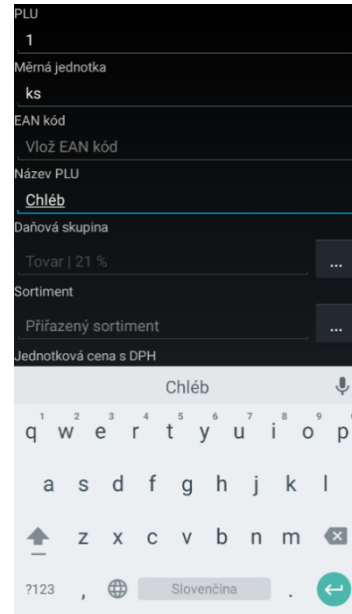 PLU
1
Měrná jednotka
ks
EAN kód
Vlož EAN kód
Název PLU
Chléb
Daňová skupina
Tovar | 21 % ...
Sortiment
Přiřazený sortiment ...
Jednotková cena s DPH
Chléb
1 2 3 4 5 6 7 8 9
q w e r t y u i o p
a s d f g h j k l
z x c v b n m
?123 , Slovenčina .